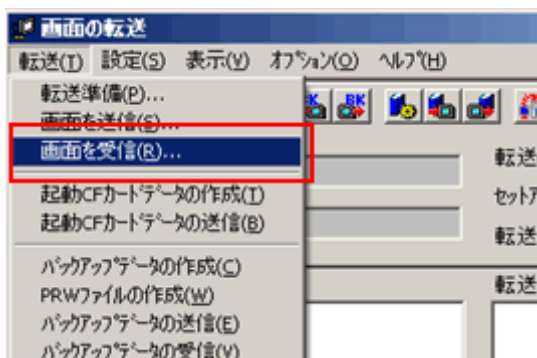 画面の転送
転送(T) 設定(S) 表示(V) オプション(O) ヘルプ(H)
転送準備(P)...
画面を送信(S)...
画面を受信(R)...
起動CFカードデータの作成(T)
起動CFカードデータの送信(B)
バックアップデータの作成(C)
PRWファイルの作成(W)
バックアップデータの送信(E)
バックアップデータの受信(V)
BK
転送
セットア
転送
転送